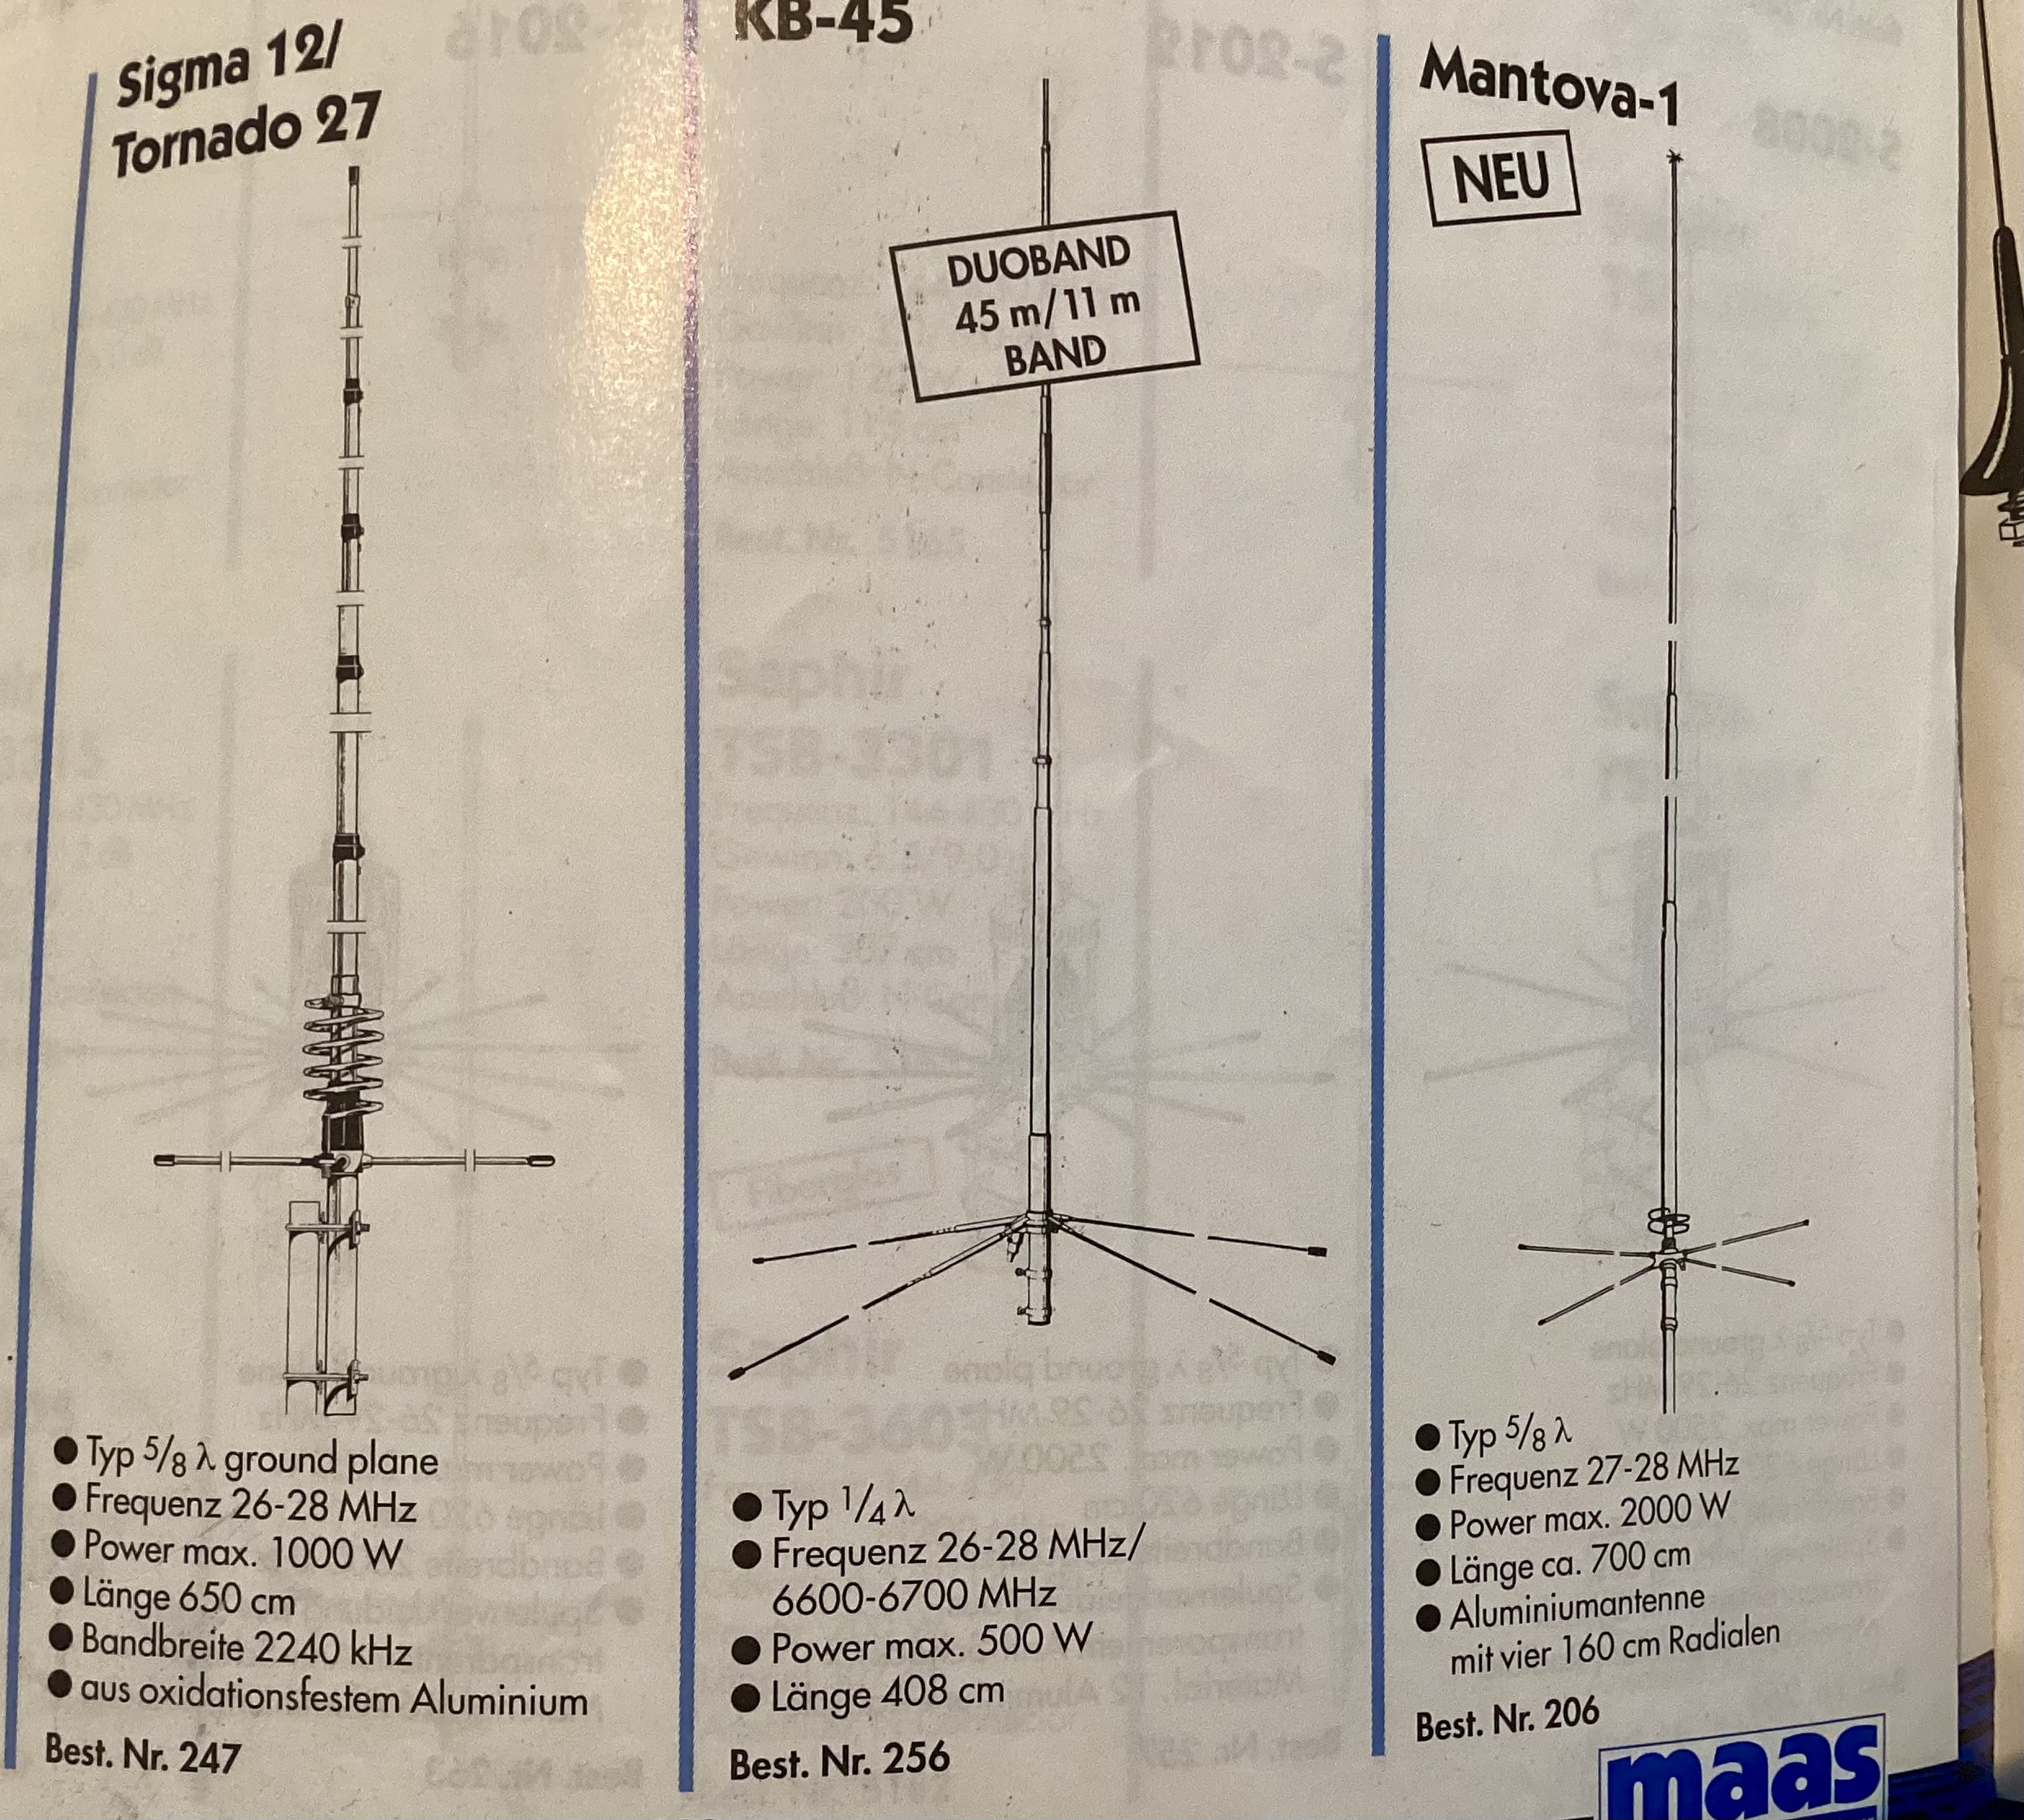 Sigma 12/
Tornado 27
● Typ 5/8 λ ground plane
● Frequenz 26-28 MHz
● Power max. 1000 W
● Länge 650 cm
● Bandbreite 2240 kHz
● aus oxidationsfestem Aluminium
Best. Nr. 247
KB-45
DUOBAND
45 m/11 m
BAND
● Typ 1/4 λ
● Frequenz 26-28 MHz/
6600-6700 MHz
● Power max. 500 W
● Länge 408 cm
Best. Nr. 256
Mantova-1
NEU
● Typ 5/8 λ
● Frequenz 27-28 MHz
● Power max. 2000 W
● Länge ca. 700 cm
● Aluminiumantenne
mit vier 160 cm Radialen
Best. Nr. 206
maas